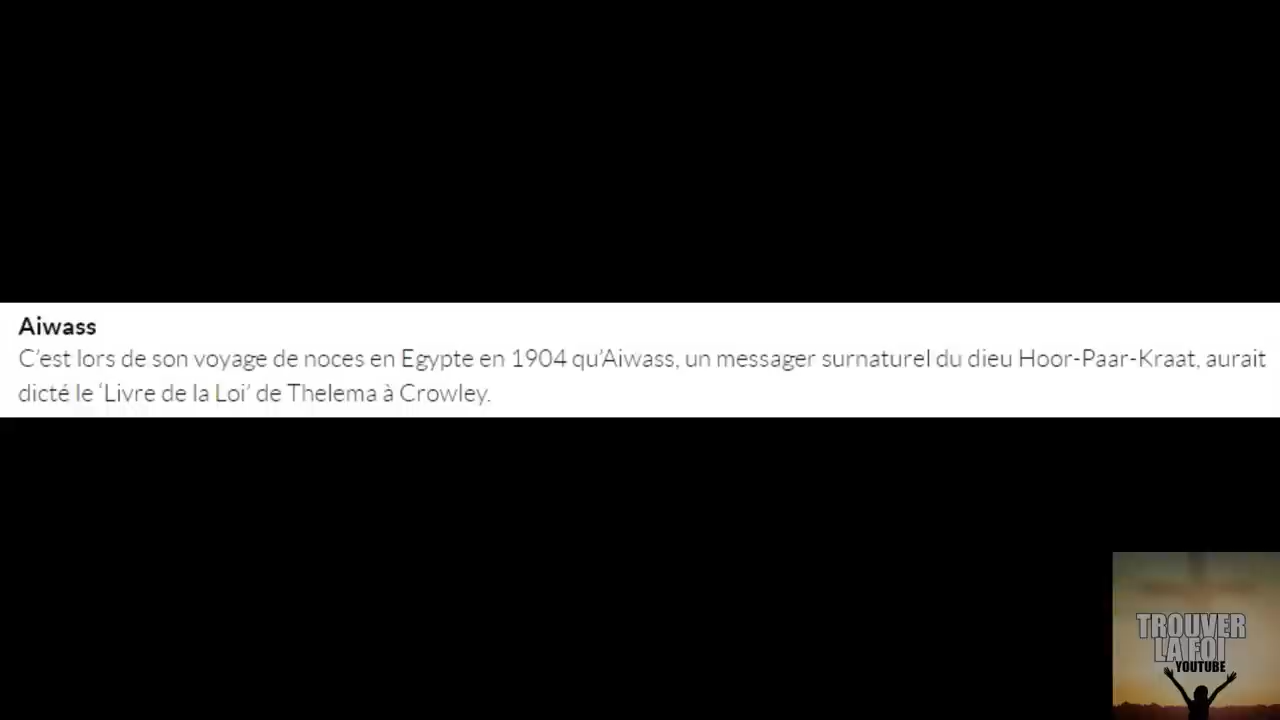 Aiwass
C'est lors de son voyage de noces en Egypte en 1904 qu'Aiwass, un messager surnaturel du dieu Hoor-Paar-Kraat, aurait
dicté le ‘Livre de la Loi’ de Thelema à Crowley.
TROUVER
LA FOI
YOUTUBE